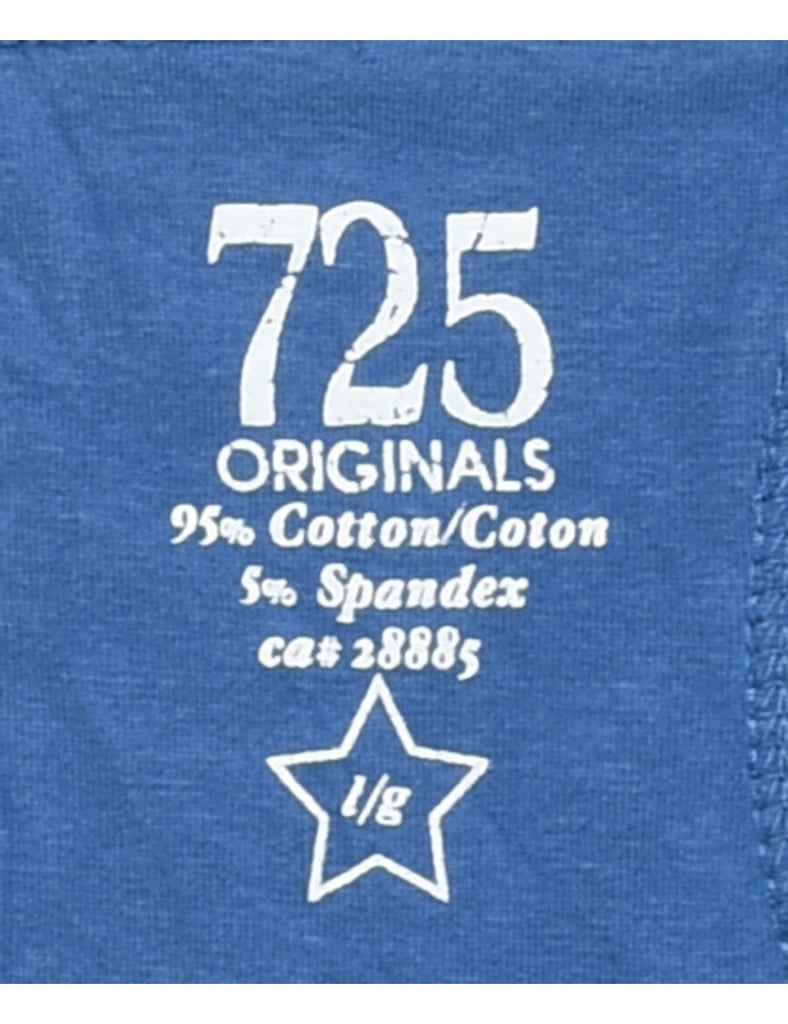 725
ORIGINALS
95% Cotton/Coton
5% Spandex
ca# 28885
l/g